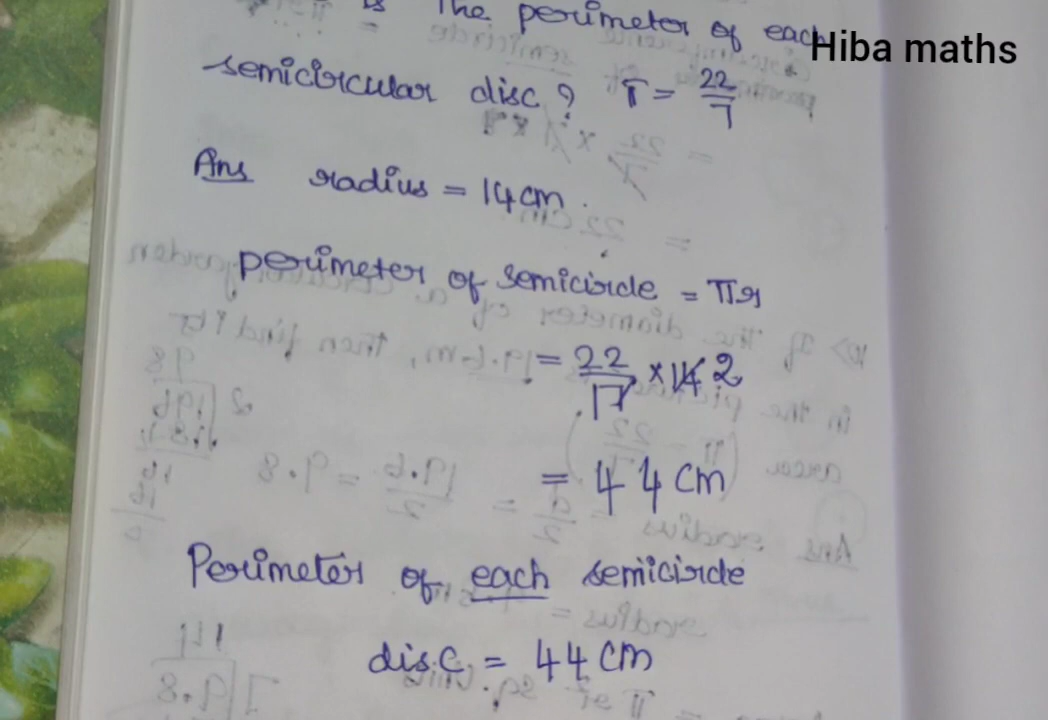 is The perimeter of each
Hiba maths
semicircular disc ? π = 22/7
Ans radius = 14 cm.
perimeter of semicircle = πr
= 22/7 × 14 2
= 44 cm
Perimeter of each semicircle
disc = 44 cm